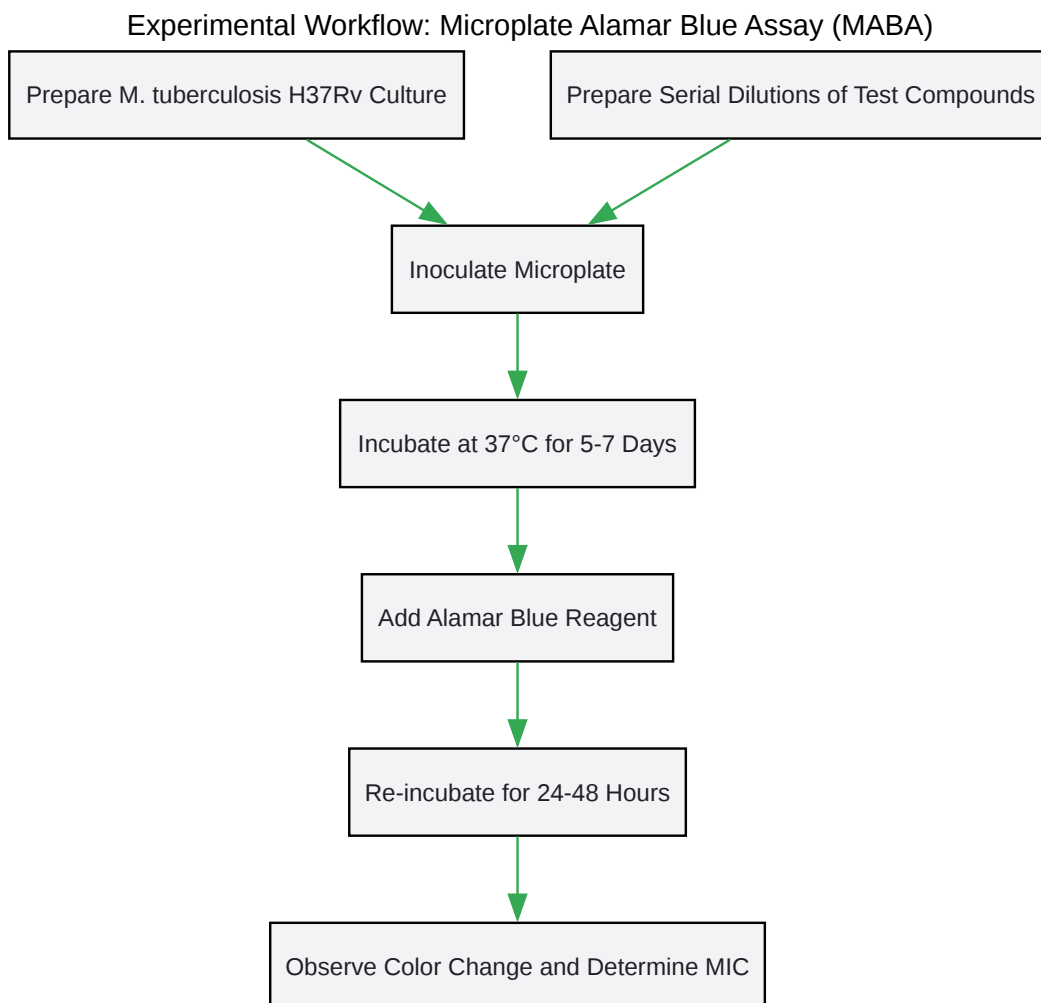 Experimental Workflow: Microplate Alamar Blue Assay (MABA)
Prepare M. tuberculosis H37Rv Culture
Prepare Serial Dilutions of Test Compounds
Inoculate Microplate
Incubate at 37°C for 5-7 Days
Add Alamar Blue Reagent
Re-incubate for 24-48 Hours
Observe Color Change and Determine MIC